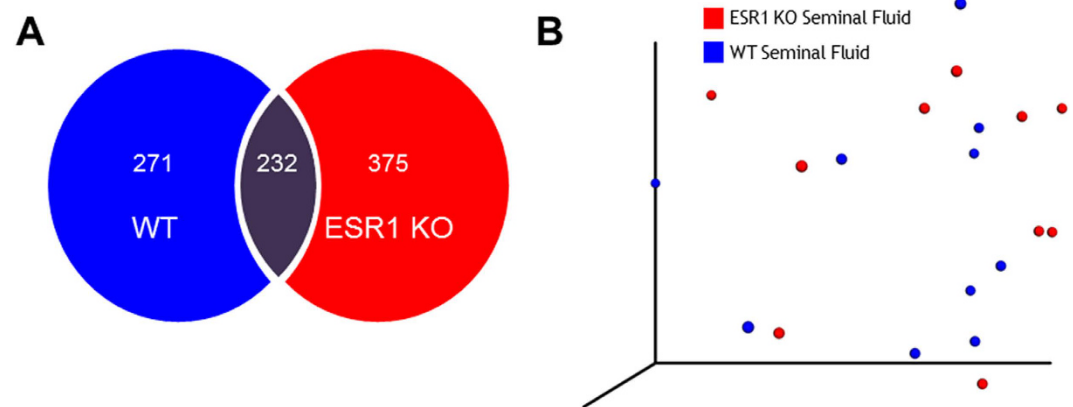 A
271
232
375
WT
ESR1 KO
B
ESR1 KO Seminal Fluid
WT Seminal Fluid